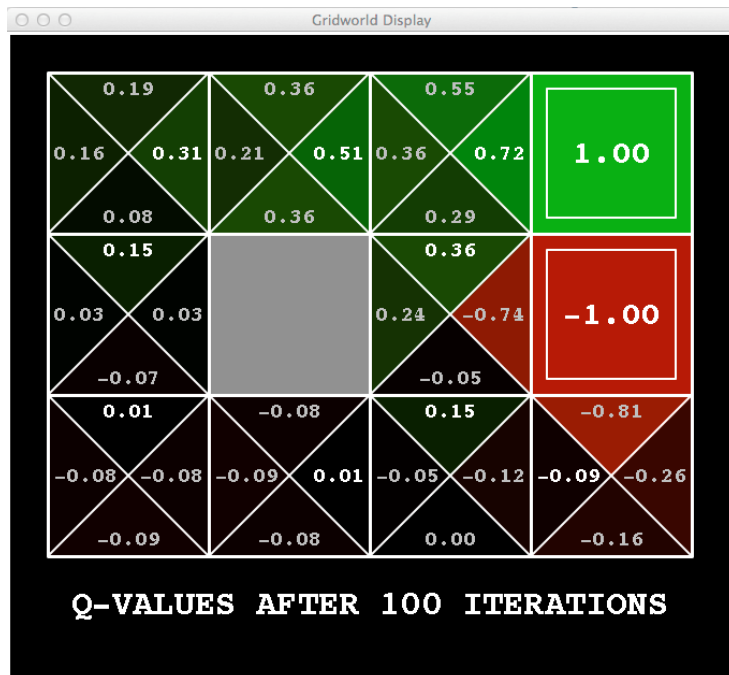 Gridworld Display
0.19 0.36 0.55
0.16 0.31 0.21 0.51 0.36 0.72 1.00
0.08 0.36 0.29
0.15 0.36
0.03 0.03 0.24 -0.74 -1.00
-0.07 -0.05
0.01 -0.08 0.15 -0.81
-0.08 -0.08 -0.09 0.01 -0.05 -0.12 -0.09 -0.26
-0.09 -0.08 0.00 -0.16
Q-VALUES AFTER 100 ITERATIONS